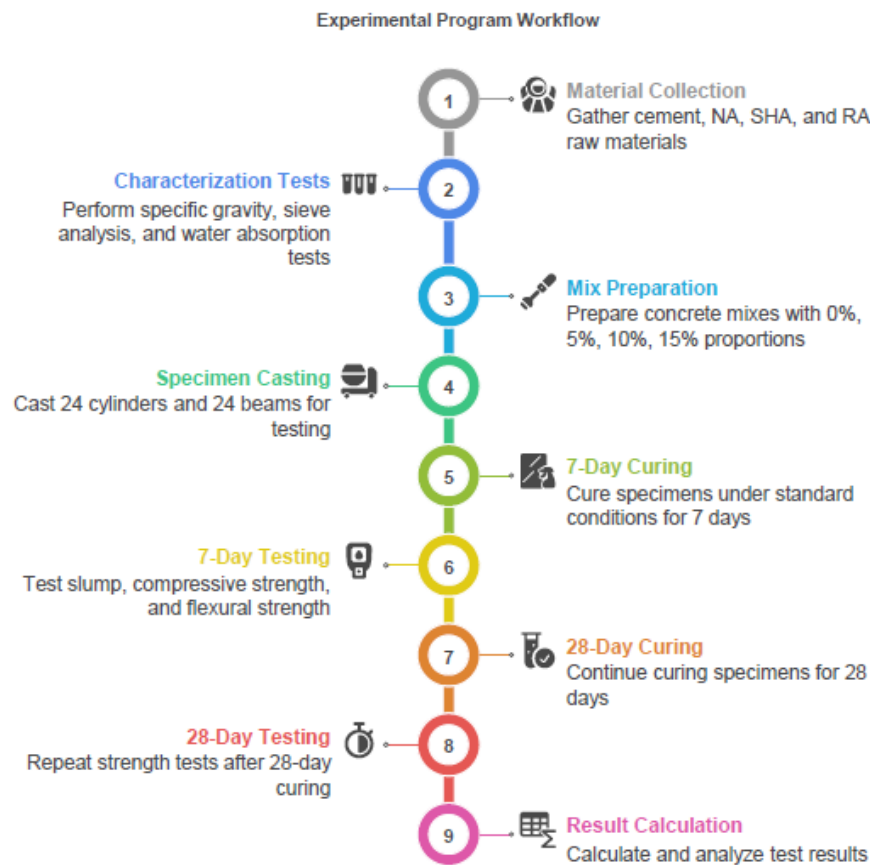 Experimental Program Workflow
1
Material Collection
Gather cement, NA, SHA, and RA
raw materials
Characterization Tests
2
Perform specific gravity, sieve
analysis, and water absorption
tests
3
Mix Preparation
Prepare concrete mixes with 0%,
5%, 10%, 15% proportions
Specimen Casting
4
Cast 24 cylinders and 24 beams for
testing
5
7-Day Curing
Cure specimens under standard
conditions for 7 days
7-Day Testing
6
Test slump, compressive strength,
and flexural strength
7
28-Day Curing
Continue curing specimens for 28
days
28-Day Testing
8
Repeat strength tests after 28-day
curing
9
Result Calculation
Calculate and analyze test results